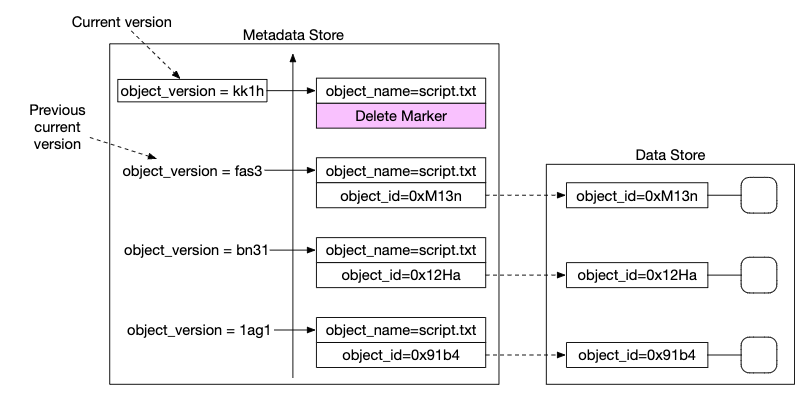 Current version
Metadata Store
object_version = kk1h
object_name=script.txt
Delete Marker
Previous
current
version
object_version = fas3
object_name=script.txt
object_id=0xM13n
object_version = bn31
object_name=script.txt
object_id=0x12Ha
object_version = 1ag1
object_name=script.txt
object_id=0x91b4
Data Store
object_id=0xM13n
object_id=0x12Ha
object_id=0x91b4